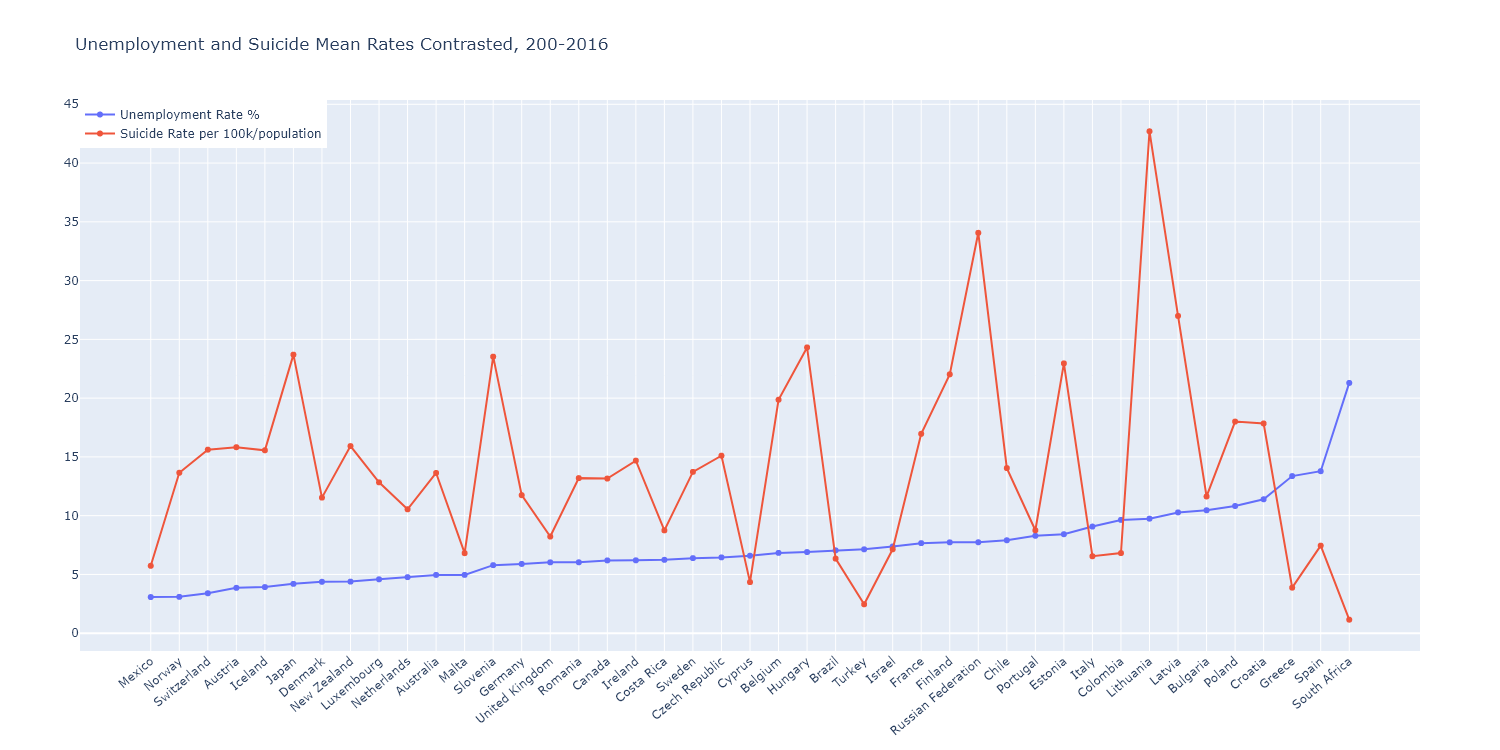 Unemployment and Suicide Mean Rates Contrasted, 200-2016
Unemployment Rate %
Suicide Rate per 100k/population
45
40
35
30
25
20
15
10
5
0
Mexico
Norway
Switzerland
Austria
Iceland
Japan
Denmark
New Zealand
Luxembourg
Netherlands
Australia
Malta
Slovenia
Germany
United Kingdom
Romania
Canada
Ireland
Costa Rica
Sweden
Czech Republic
Cyprus
Belgium
Hungary
Brazil
Turkey
Israel
France
Finland
Russian Federation
Chile
Portugal
Estonia
Italy
Colombia
Lithuania
Latvia
Bulgaria
Poland
Croatia
Greece
Spain
South Africa